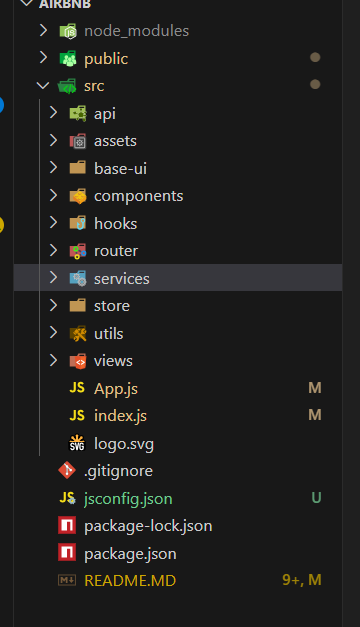 AIRBNB
node_modules
public
src
api
assets
base-ui
components
hooks
router
services
store
utils
views
JS App.js M
JS index.js M
SVG logo.svg
.gitignore
JS jsconfig.json U
package-lock.json
package.json
README.MD 9+, M